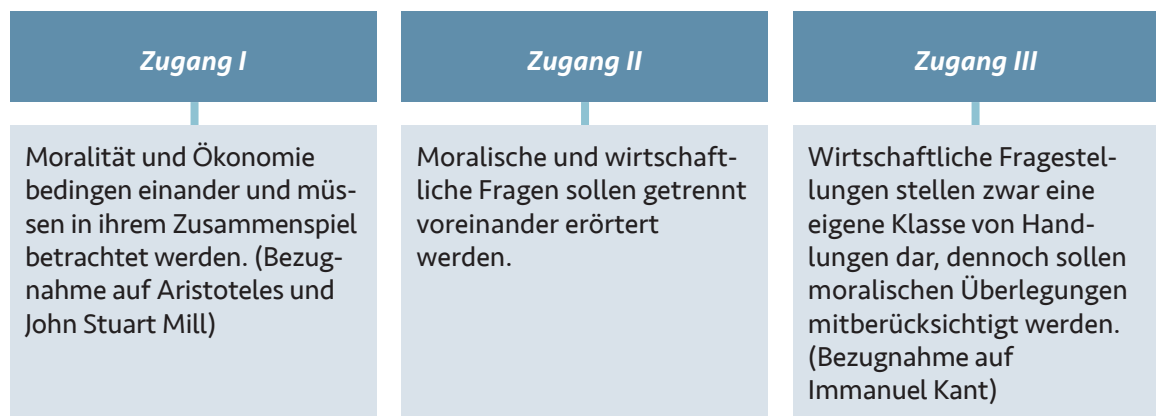 Zugang I
Moralität und Ökonomie
bedingen einander und müs-
sen in ihrem Zusammenspiel
betrachtet werden. (Bezug-
nahme auf Aristoteles und
John Stuart Mill)
Zugang II
Moralische und wirtschaft-
liche Fragen sollen getrennt
voreinander erörtert
werden.
Zugang III
Wirtschaftliche Fragestel-
lungen stellen zwar eine
eigene Klasse von Hand-
lungen dar, dennoch sollen
moralischen Überlegungen
mitberücksichtigt werden.
(Bezugnahme auf
Immanuel Kant)